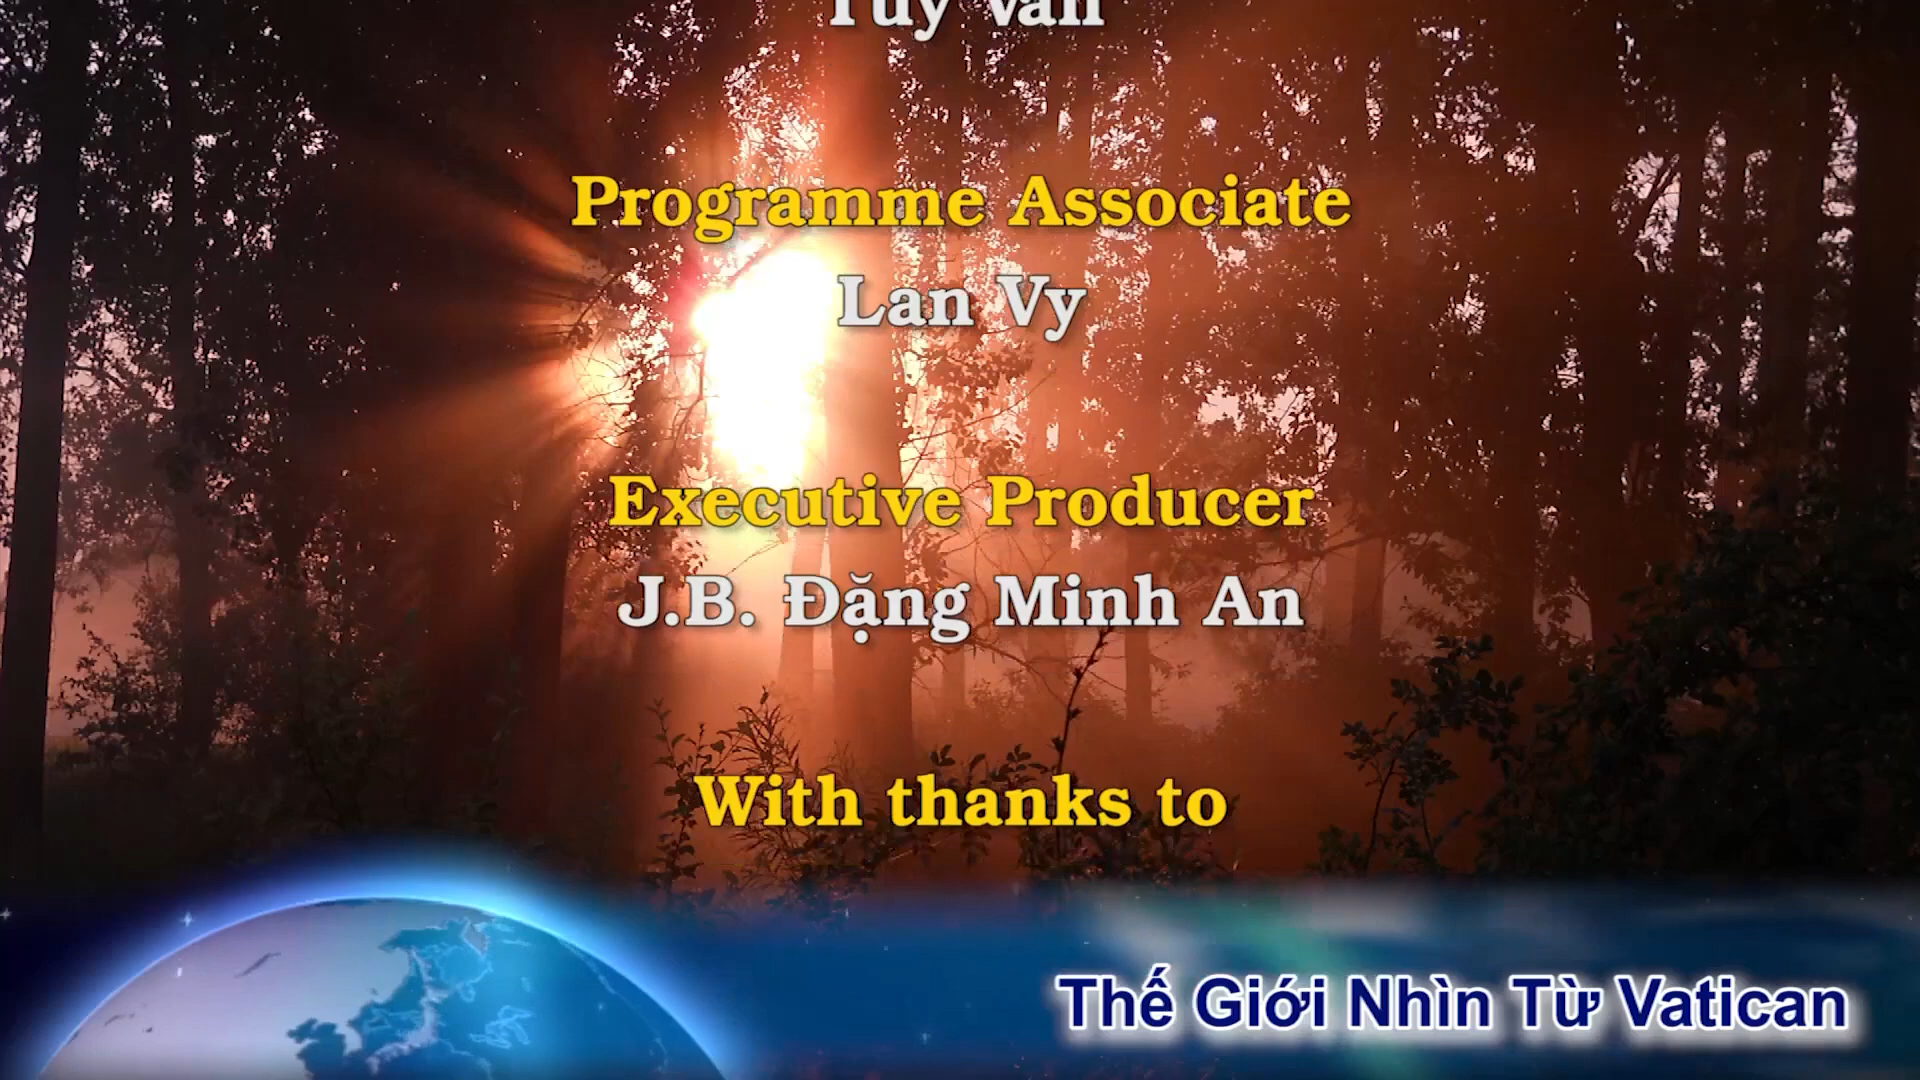 Programme Associate
Lan Vy
Executive Producer
J.B. Đặng Minh An
With thanks to
Thế Giới Nhìn Từ Vatican